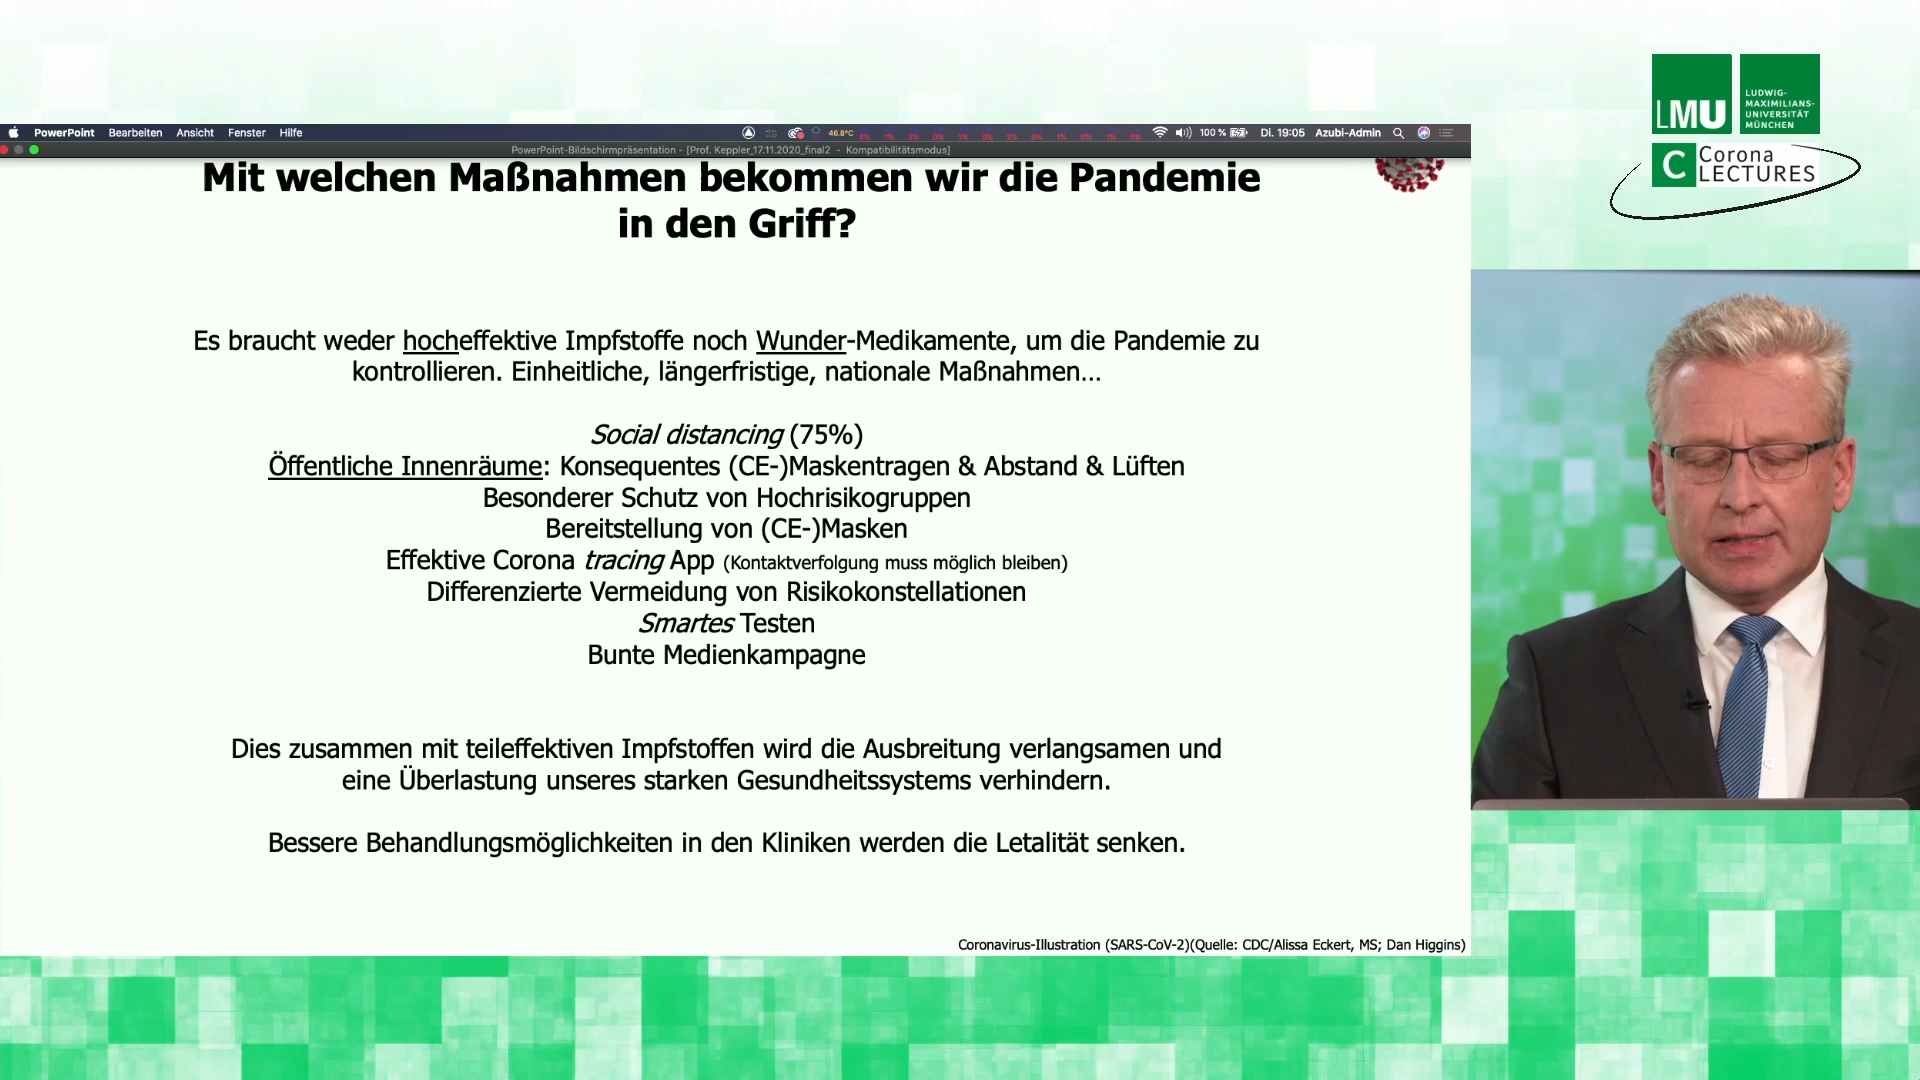 PowerPoint Bearbeiten Ansicht Fenster Hilfe
46.8°C
100 % Di. 19:05 Azubi-Admin
PowerPoint-Bildschirmpräsentation - [Prof. Keppler_17.11.2020_final2 - Kompatibilitätsmodus]
Mit welchen Maßnahmen bekommen wir die Pandemie
in den Griff?
Es braucht weder hocheffektive Impfstoffe noch Wunder-Medikamente, um die Pandemie zu
kontrollieren. Einheitliche, längerfristige, nationale Maßnahmen...
Social distancing (75%)
Öffentliche Innenräume: Konsequentes (CE-)Maskentragen & Abstand & Lüften
Besonderer Schutz von Hochrisikogruppen
Bereitstellung von (CE-)Masken
Effektive Corona tracing App (Kontaktverfolgung muss möglich bleiben)
Differenzierte Vermeidung von Risikokonstellationen
Smartes Testen
Bunte Medienkampagne
Dies zusammen mit teileffektiven Impfstoffen wird die Ausbreitung verlangsamen und
eine Überlastung unseres starken Gesundheitssystems verhindern.
Bessere Behandlungsmöglichkeiten in den Kliniken werden die Letalität senken.
Coronavirus-Illustration (SARS-CoV-2)(Quelle: CDC/Alissa Eckert, MS; Dan Higgins)
LMU
LUDWIG-
MAXIMILIANS-
UNIVERSITÄT
MÜNCHEN
C Corona
LECTURES